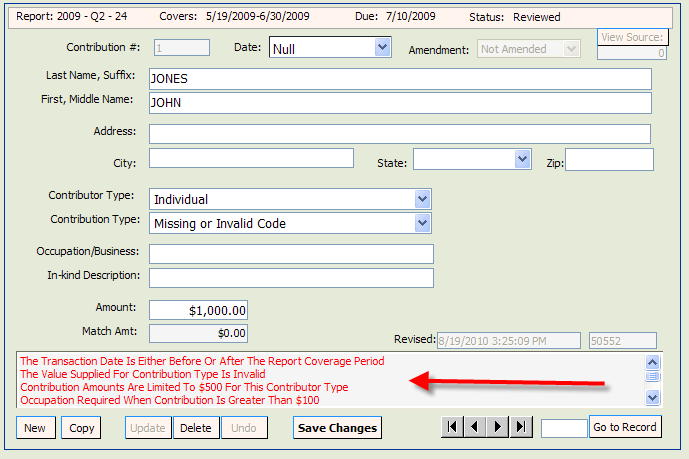 Report: 2009 - Q2 - 24 Covers: 5/19/2009-6/30/2009 Due: 7/10/2009 Status: Reviewed
Contribution #: 1 Date: Null Amendment: Not Amended View Source: 0
Last Name, Suffix: JONES
First, Middle Name: JOHN
Address:
City: State: Zip:
Contributor Type: Individual
Contribution Type: Missing or Invalid Code
Occupation/Business:
In-kind Description:
Amount: $1,000.00
Match Amt: $0.00
Revised: 8/19/2010 3:25:09 PM 50552
The Transaction Date Is Either Before Or After The Report Coverage Period
The Value Supplied For Contribution Type Is Invalid
Contribution Amounts Are Limited To $500 For This Contributor Type
Occupation Required When Contribution Is Greater Than $100
New Copy Update Delete Undo Save Changes Go to Record